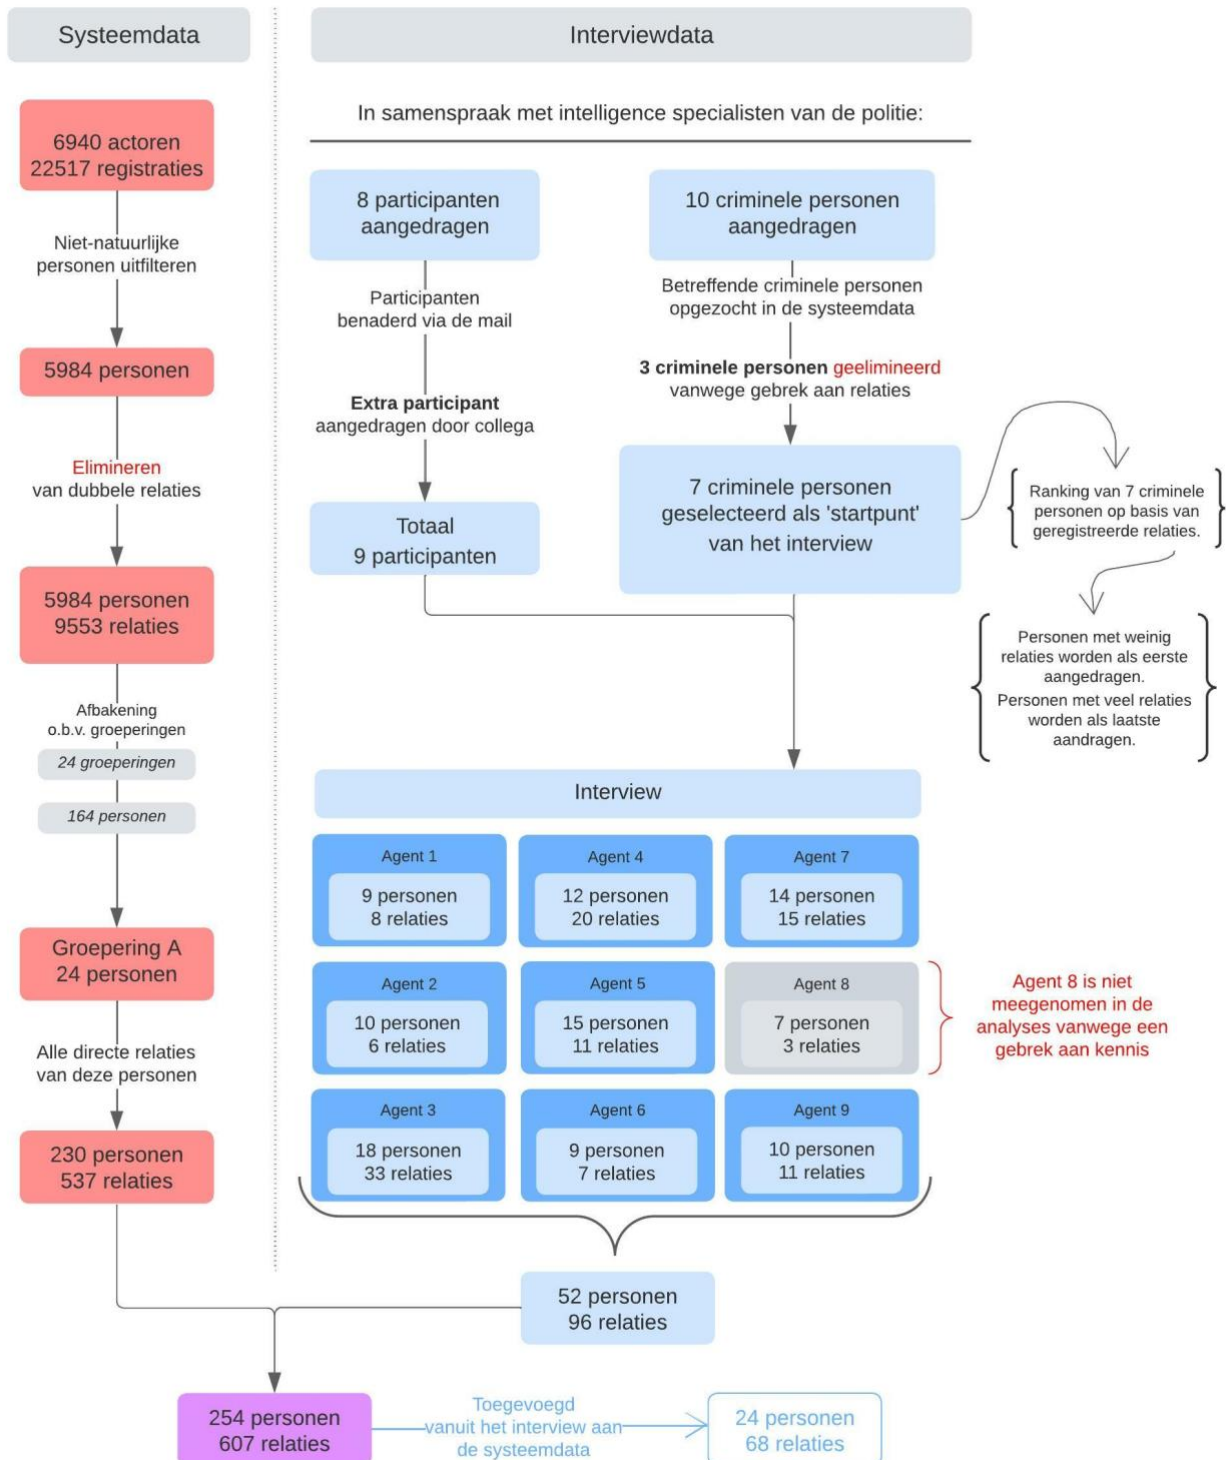 Systeemdata
6940 actoren
22517 registraties
Niet-natuurlijke
personen uitfilteren
5984 personen
Elimineren
van dubbele relaties
5984 personen
9553 relaties
Afbakening
o.b.v. groeperingen
24 groeperingen
164 personen
Groepering A
24 personen
Alle directe relaties
van deze personen
230 personen
537 relaties
Interviewdata
In samenspraak met intelligence specialisten van de politie:
8 participanten
aangedragen
Participanten
benaderd via de mail
Extra participant
aangedragen door collega
Totaal
9 participanten
10 criminele personen
aangedragen
Betreffende criminele personen
opgezocht in de systeemdata
3 criminele personen geelimineerd
vanwege gebrek aan relaties
7 criminele personen
geselecteerd als 'startpunt'
van het interview
Ranking van 7 criminele
personen op basis van
geregistreerde relaties.
Personen met weinig
relaties worden als eerste
aangedragen.
Personen met veel relaties
worden als laatste
aandragen.
Interview
Agent 1
9 personen
8 relaties
Agent 4
12 personen
20 relaties
Agent 7
14 personen
15 relaties
Agent 2
10 personen
6 relaties
Agent 5
15 personen
11 relaties
Agent 8
7 personen
3 relaties
Agent 8 is niet
meegenomen in de
analyses vanwege een
gebrek aan kennis
Agent 3
18 personen
33 relaties
Agent 6
9 personen
7 relaties
Agent 9
10 personen
11 relaties
52 personen
96 relaties
254 personen
607 relaties
Toegevoegd
vanuit het interview aan
de systeemdata
24 personen
68 relaties